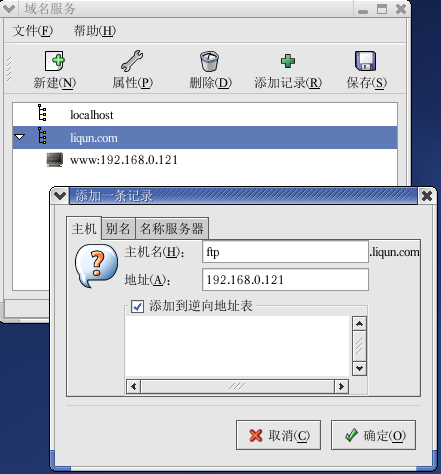 域名服务
文件(F) 帮助(H)
新建(N) 属性(P) 删除(D) 添加记录(R) 保存(S)
localhost
liqun.com
www:192.168.0.121
添加一条记录
主机 别名 名称服务器
主机名(H): ftp .liqun.com
地址(A): 192.168.0.121
添加到逆向地址表
取消(C) 确定(O)